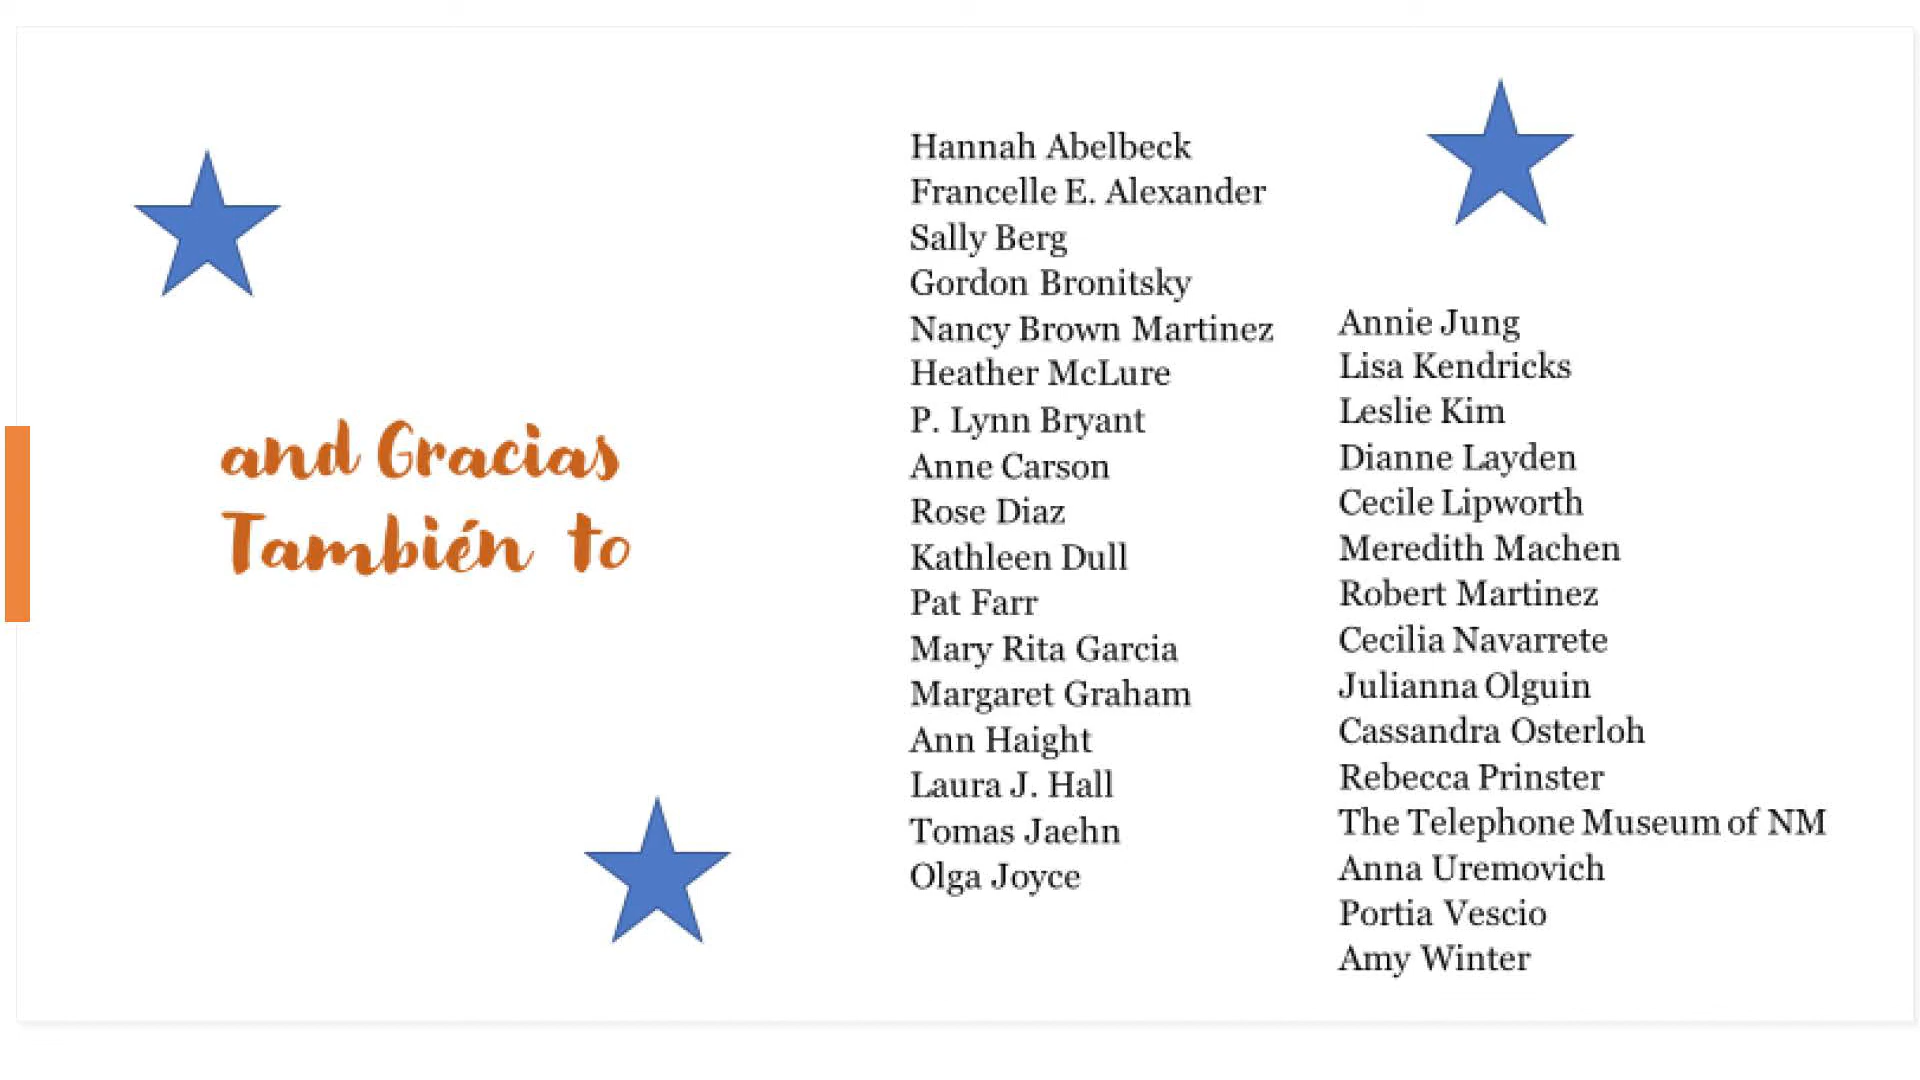 and Gracias
También to
Hannah Abelbeck
Francelle E. Alexander
Sally Berg
Gordon Bronitsky
Nancy Brown Martinez
Heather McLure
P. Lynn Bryant
Anne Carson
Rose Diaz
Kathleen Dull
Pat Farr
Mary Rita Garcia
Margaret Graham
Ann Haight
Laura J. Hall
Tomas Jaehn
Olga Joyce
Annie Jung
Lisa Kendricks
Leslie Kim
Dianne Layden
Cecile Lipworth
Meredith Machen
Robert Martinez
Cecilia Navarrete
Julianna Olguin
Cassandra Osterloh
Rebecca Prinster
The Telephone Museum of NM
Anna Uremovich
Portia Vescio
Amy Winter